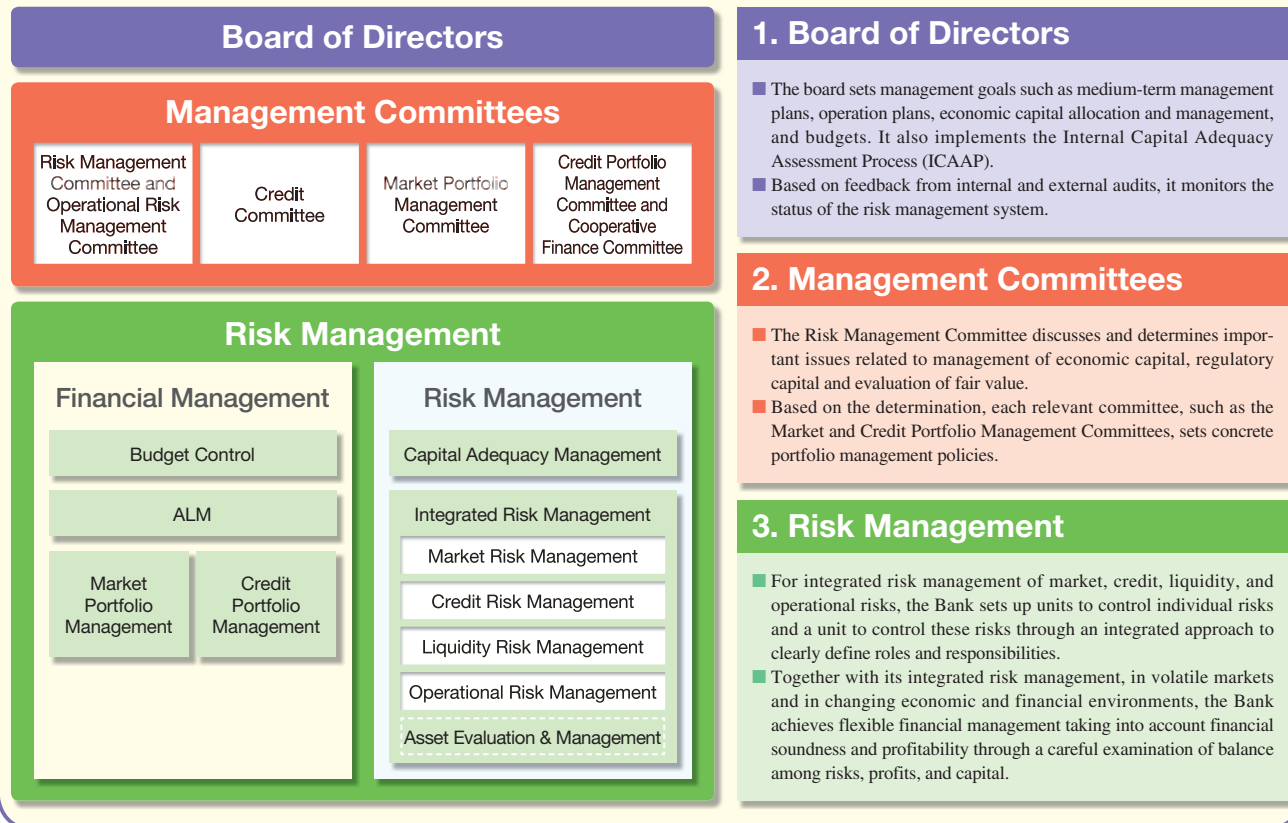 Board of Directors
Management Committees
Risk Management
Committee and
Operational Risk
Management
Committee
Credit
Committee
Market Portfolio
Management
Committee
Credit Portfolio
Management
Committee and
Cooperative
Finance Committee
Risk Management
Financial Management
Budget Control
ALM
Market
Portfolio
Management
Credit
Portfolio
Management
Risk Management
Capital Adequacy Management
Integrated Risk Management
Market Risk Management
Credit Risk Management
Liquidity Risk Management
Operational Risk Management
Asset Evaluation & Management
1. Board of Directors
■ The board sets management goals such as medium-term management
plans, operation plans, economic capital allocation and management,
and budgets. It also implements the Internal Capital Adequacy
Assessment Process (ICAAP).
■ Based on feedback from internal and external audits, it monitors the
status of the risk management system.
2. Management Committees
■ The Risk Management Committee discusses and determines impor-
tant issues related to management of economic capital, regulatory
capital and evaluation of fair value.
■ Based on the determination, each relevant committee, such as the
Market and Credit Portfolio Management Committees, sets concrete
portfolio management policies.
3. Risk Management
■ For integrated risk management of market, credit, liquidity, and
operational risks, the Bank sets up units to control individual risks
and a unit to control these risks through an integrated approach to
clearly define roles and responsibilities.
■ Together with its integrated risk management, in volatile markets
and in changing economic and financial environments, the Bank
achieves flexible financial management taking into account financial
soundness and profitability through a careful examination of balance
among risks, profits, and capital.